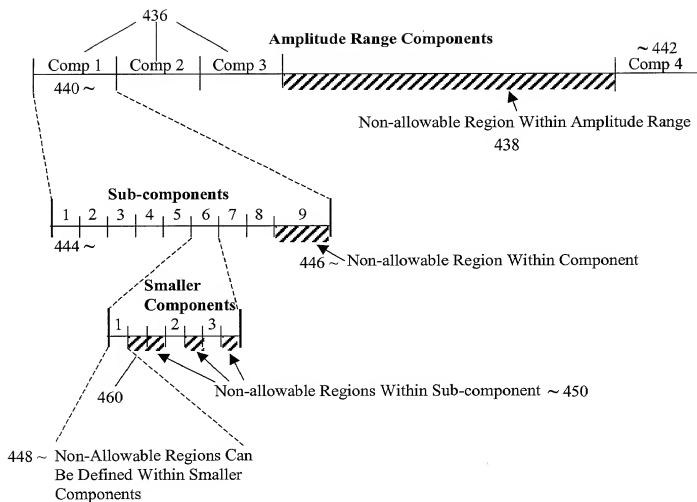 436
Amplitude Range Components
~ 442
Comp 1 Comp 2 Comp 3 Comp 4
440 ~
Non-allowable Region Within Amplitude Range
438
Sub-components
1 2 3 4 5 6 7 8 9
444 ~
446 ~ Non-allowable Region Within Component
Smaller
Components
1 2 3
460
Non-allowable Regions Within Sub-component ~ 450
448 ~ Non-Allowable Regions Can
Be Defined Within Smaller
Components